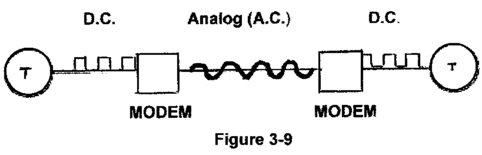 D.C. Analog (A.C.) D.C.
T T
MODEM MODEM
Figure 3-9